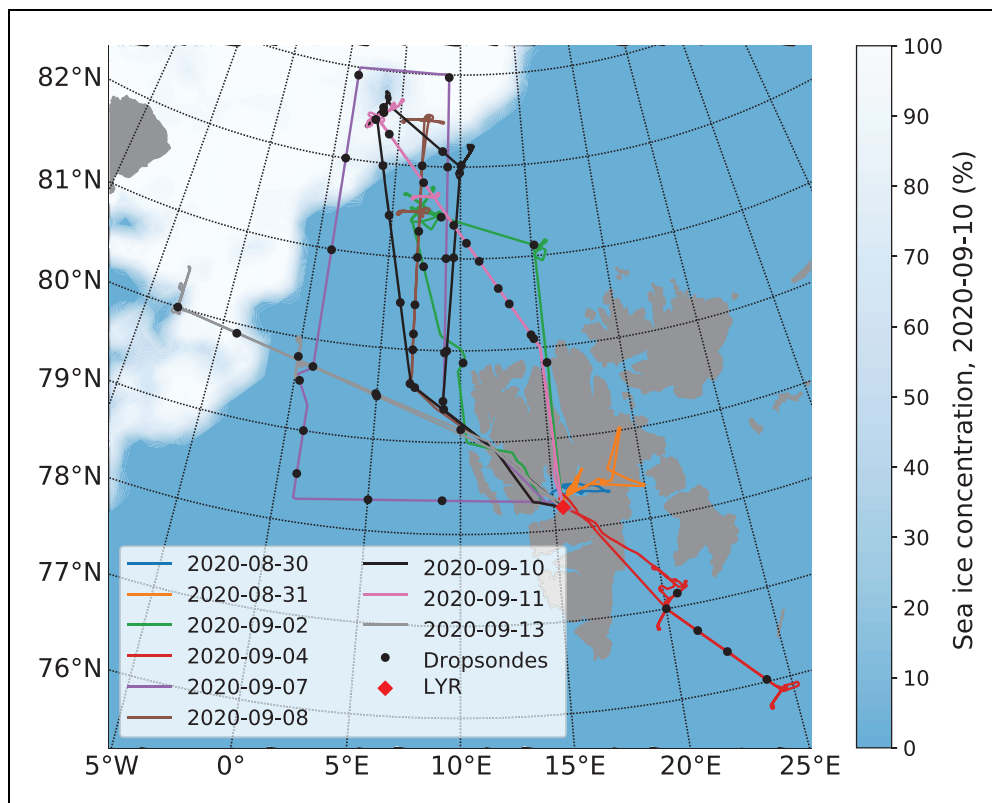 82°N
81°N
80°N
79°N
78°N
77°N
76°N
5°W
0°
5°E
10°E
15°E
20°E
25°E
2020-08-30
2020-08-31
2020-09-02
2020-09-04
2020-09-07
2020-09-08
2020-09-10
2020-09-11
2020-09-13
Dropsondes
LYR
100
90
80
70
60
50
40
30
20
10
0
Sea ice concentration, 2020-09-10 (%)